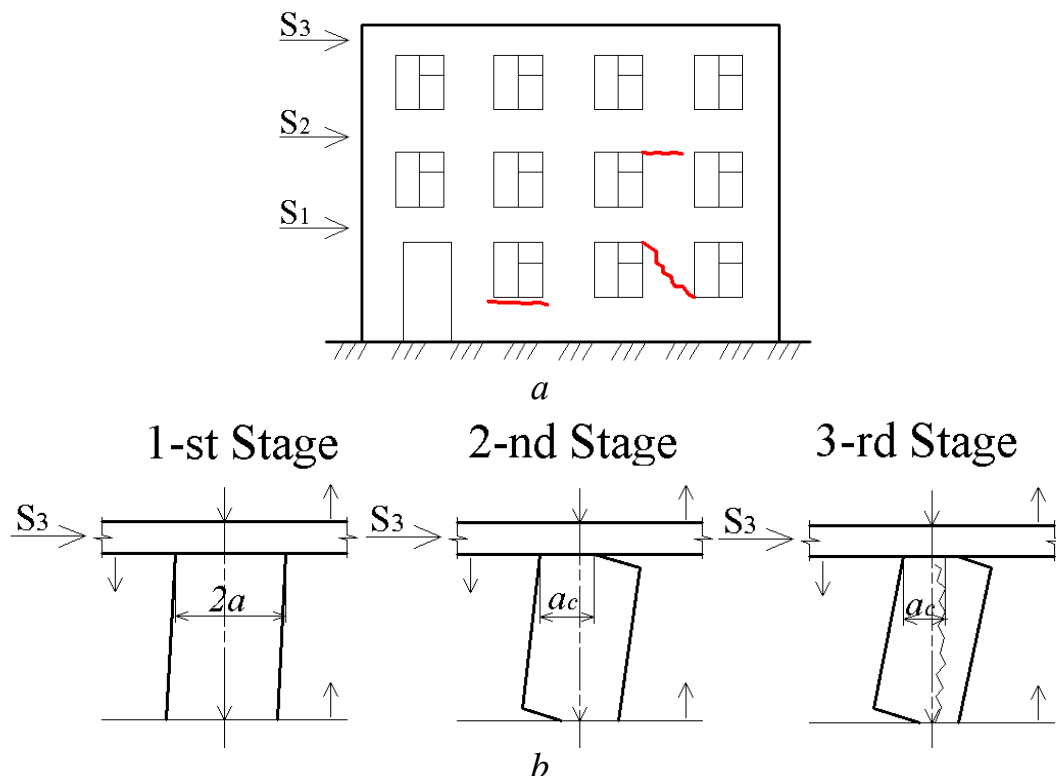 S3
S2
S1
a
1-st Stage 2-nd Stage 3-rd Stage
S3 S3 S3
2a ac ac
b